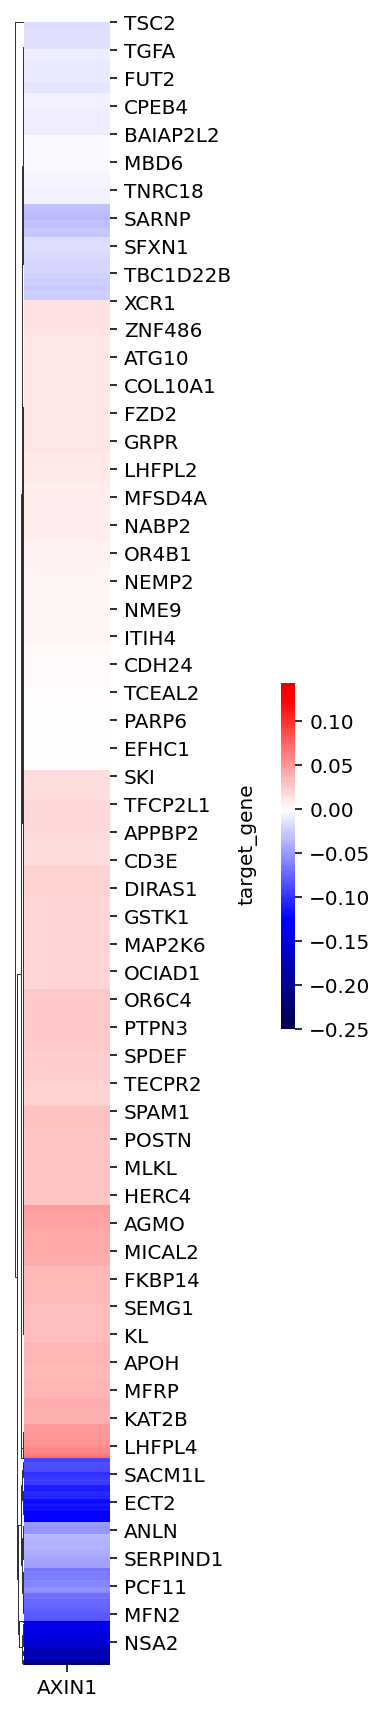 TSC2
TGFA
FUT2
CPEB4
BAIAP2L2
MBD6
TNRC18
SARNP
SFXN1
TBC1D22B
XCR1
ZNF486
ATG10
COL10A1
FZD2
GRPR
LHFPL2
MFSD4A
NABP2
OR4B1
NEMP2
NME9
ITIH4
CDH24
TCEAL2
PARP6
EFHC1
SKI
TFCP2L1
APPBP2
CD3E
DIRAS1
GSTK1
MAP2K6
OCIAD1
OR6C4
PTPN3
SPDEF
TECPR2
SPAM1
POSTN
MLKL
HERC4
AGMO
MICAL2
FKBP14
SEMG1
KL
APOH
MFRP
KAT2B
LHFPL4
SACM1L
ECT2
ANLN
SERPIND1
PCF11
MFN2
NSA2
AXIN1
target_gene
0.10
0.05
0.00
−0.05
−0.10
−0.15
−0.20
−0.25